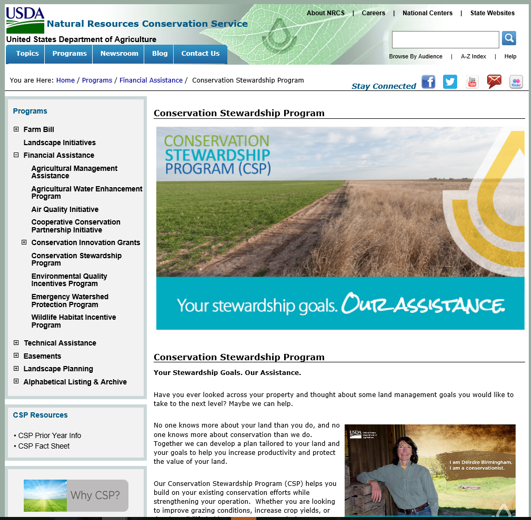 About NRCS | Careers | National Centers | State Websites
USDA
Natural Resources Conservation Service
United States Department of Agriculture
Topics Programs Newsroom Blog Contact Us
Browse By Audience | A-Z Index | Help
You are Here: Home / Programs / Financial Assistance / Conservation Stewardship Program
Stay Connected
Programs
Farm Bill
Landscape Initiatives
Financial Assistance
Agricultural Management
Assistance
Agricultural Water Enhancement
Program
Air Quality Initiative
Cooperative Conservation
Partnership Initiative
Conservation Innovation Grants
Conservation Stewardship
Program
Environmental Quality
Incentives Program
Emergency Watershed
Protection Program
Wildlife Habitat Incentive
Program
Technical Assistance
Easements
Landscape Planning
Alphabetical Listing & Archive
CSP Resources
• CSP Prior Year Info
• CSP Fact Sheet
Why CSP?
Conservation Stewardship Program
CONSERVATION
STEWARDSHIP
PROGRAM (CSP)
Your stewardship goals. OUR ASSISTANCE.
Conservation Stewardship Program
Your Stewardship Goals. Our Assistance.
Have you ever looked across your property and thought about some land management goals you would like to
take to the next level? Maybe we can help.
No one knows more about your land than you do, and no
one knows more about conservation than we do.
Together we can develop a plan tailored to your land and
your goals to help you increase productivity and protect
the value of your land.
Our Conservation Stewardship Program (CSP) helps you
build on your existing conservation efforts while
strengthening your operation. Whether you are looking
to improve grazing conditions, increase crop yields, or
USDA
I am Deirdre Birmingham.
I am a conservationist.